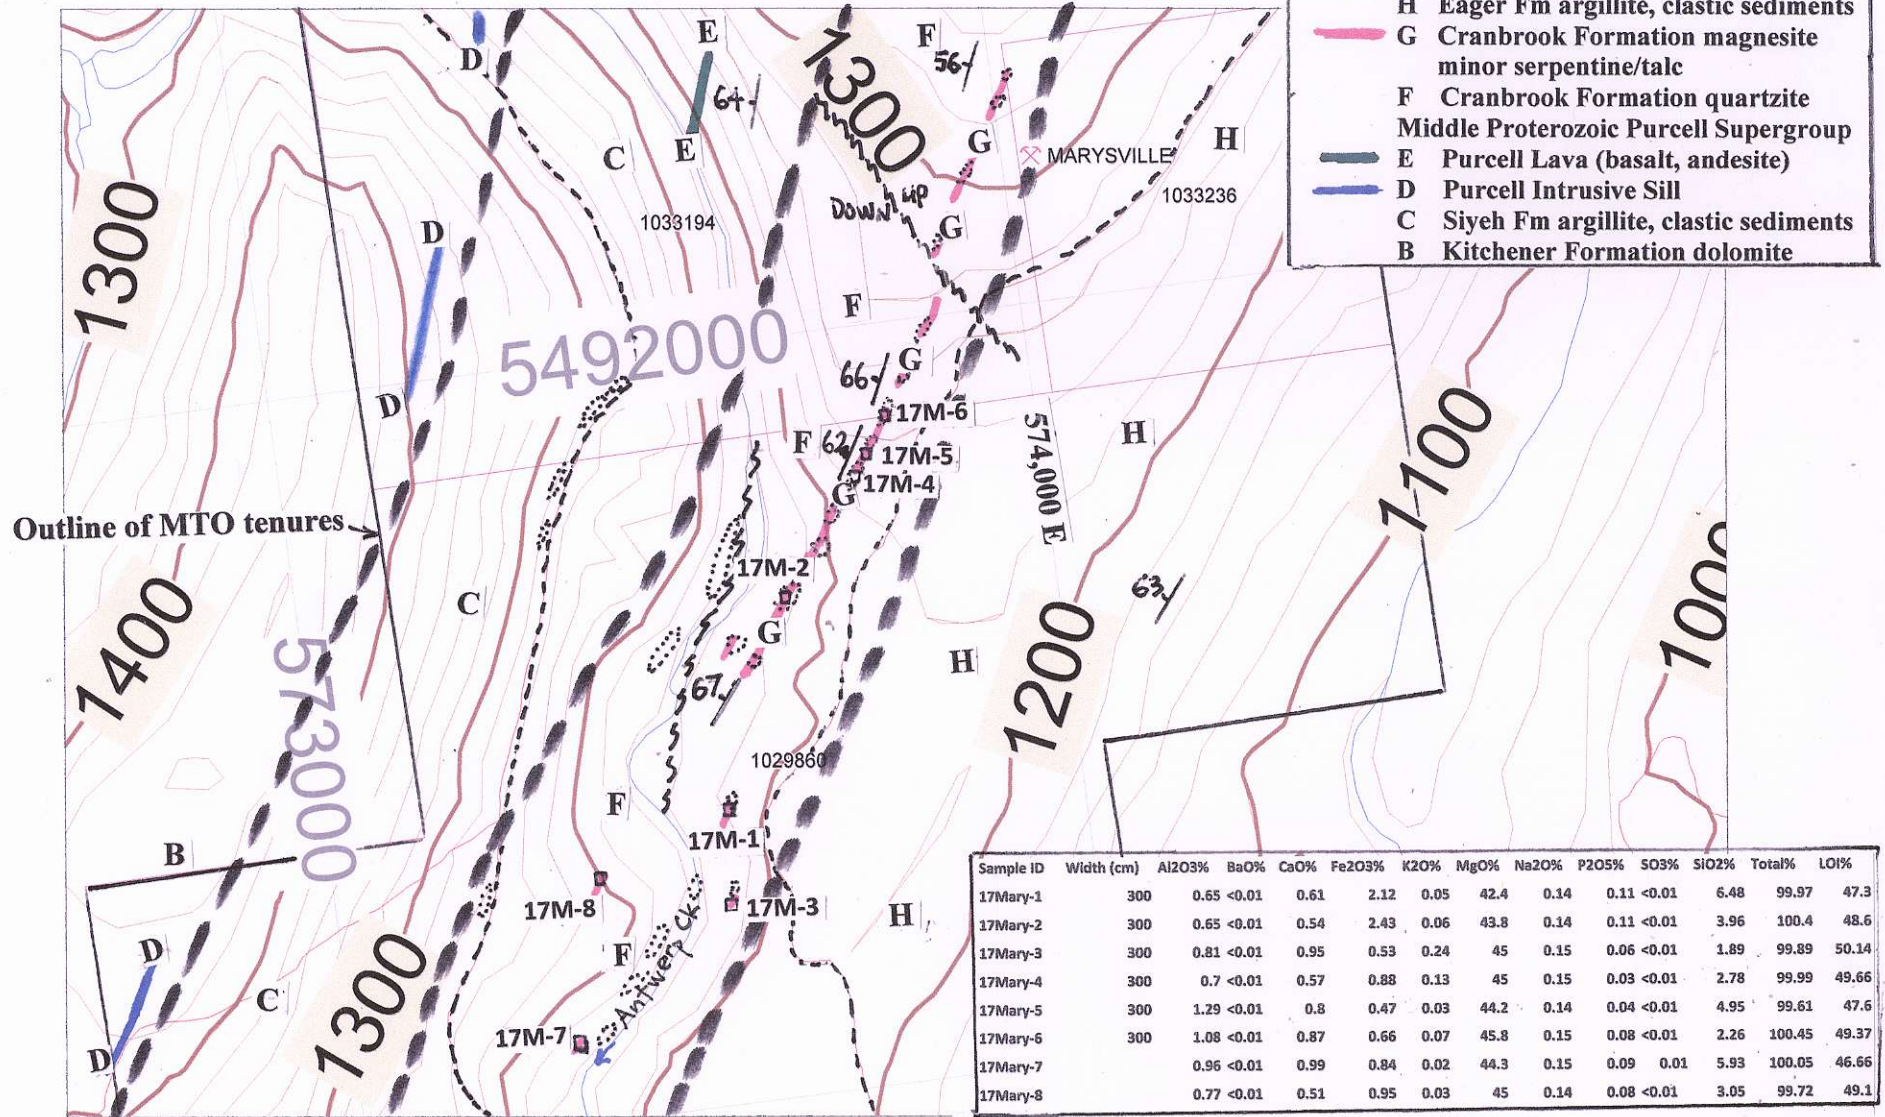 H Eager Fm argillite, clastic sediments
G Cranbrook Formation magnesite
minor serpentine/talc
F Cranbrook Formation quartzite
Middle Proterozoic Purcell Supergroup
E Purcell Lava (basalt, andesite)
D Purcell Intrusive Sill
C Siyeh Fm argillite, clastic sediments
B Kitchener Formation dolomite
D
E
64
C
E
1300
F
56
G
MARYSVILLE
H
1033236
1033194
Down
up
G
1300
D
F
5492000
D
G
66
17M-6
F
62
17M-5
17M-4
G
574,000 E
H
1100
Outline of MTO tenures
17M-2
C
63
1400
G
H
1200
1000
573000
67
1029860
F
17M-1
B
17M-8
17M-3
H
F
Antwerp Ck
D
C
1300
17M-7
D
Sample ID Width (cm) Al2O3% BaO% CaO% Fe2O3% K2O% MgO% Na2O% P2O5% SO3% SiO2% Total% LOI%
17Mary-1 300 0.65 <0.01 0.61 2.12 0.05 42.4 0.14 0.11 <0.01 6.48 99.97 47.3
17Mary-2 300 0.65 <0.01 0.54 2.43 0.06 43.8 0.14 0.11 <0.01 3.96 100.4 48.6
17Mary-3 300 0.81 <0.01 0.95 0.53 0.24 45 0.15 0.06 <0.01 1.89 99.89 50.14
17Mary-4 300 0.7 <0.01 0.57 0.88 0.13 45 0.15 0.03 <0.01 2.78 99.99 49.66
17Mary-5 300 1.29 <0.01 0.8 0.47 0.03 44.2 0.14 0.04 <0.01 4.95 99.61 47.6
17Mary-6 300 1.08 <0.01 0.87 0.66 0.07 45.8 0.15 0.08 <0.01 2.26 100.45 49.37
17Mary-7 0.96 <0.01 0.99 0.84 0.02 44.3 0.15 0.09 0.01 5.93 100.05 46.66
17Mary-8 0.77 <0.01 0.51 0.95 0.03 45 0.14 0.08 <0.01 3.05 99.72 49.1